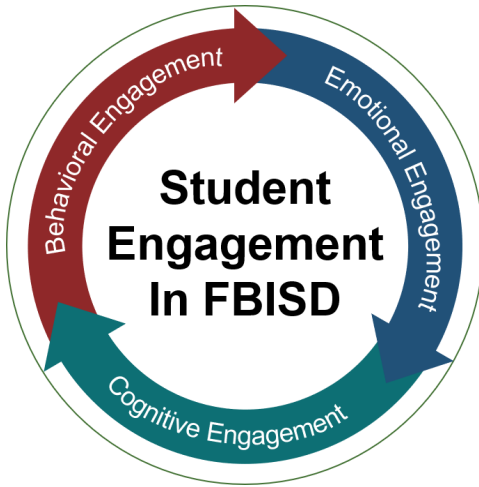 Behavioral Engagement
Emotional Engagement
Student
Engagement
In FBISD
Cognitive Engagement